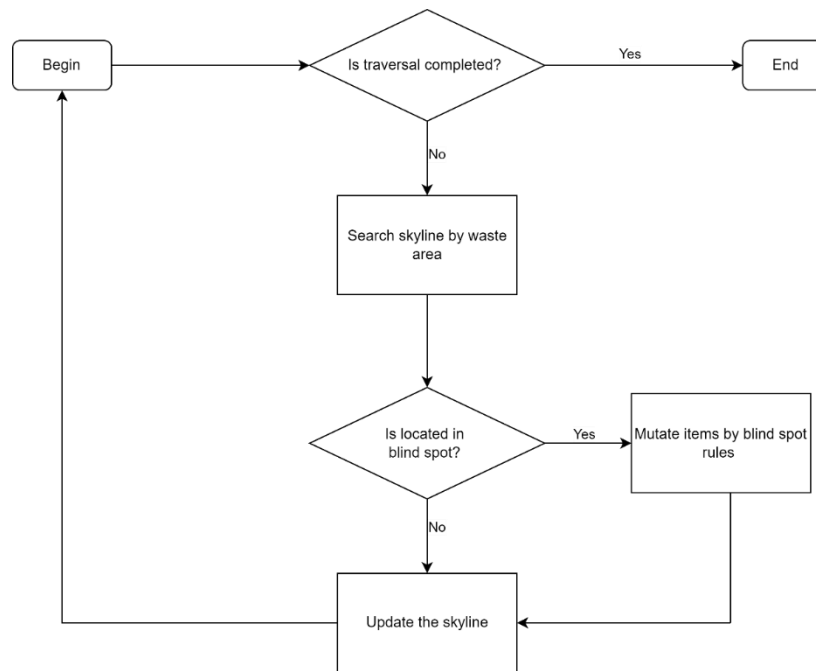 Begin
Is traversal completed?
Yes
End
No
Search skyline by waste
area
Is located in
blind spot?
Yes
Mutate items by blind spot
rules
No
Update the skyline